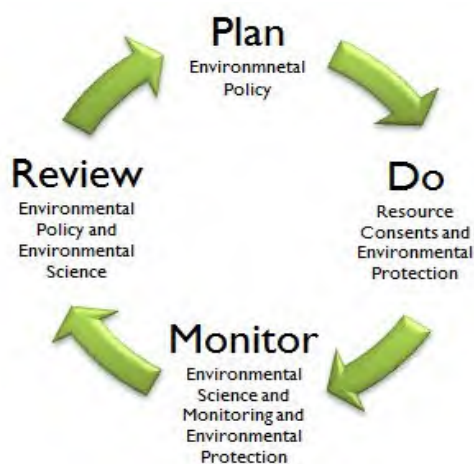 Plan
Environmnetal
Policy
Do
Resource
Consents and
Environmental
Protection
Monitor
Environmental
Science and
Monitoring and
Environmental
Protection
Review
Environmental
Policy and
Environmental
Science